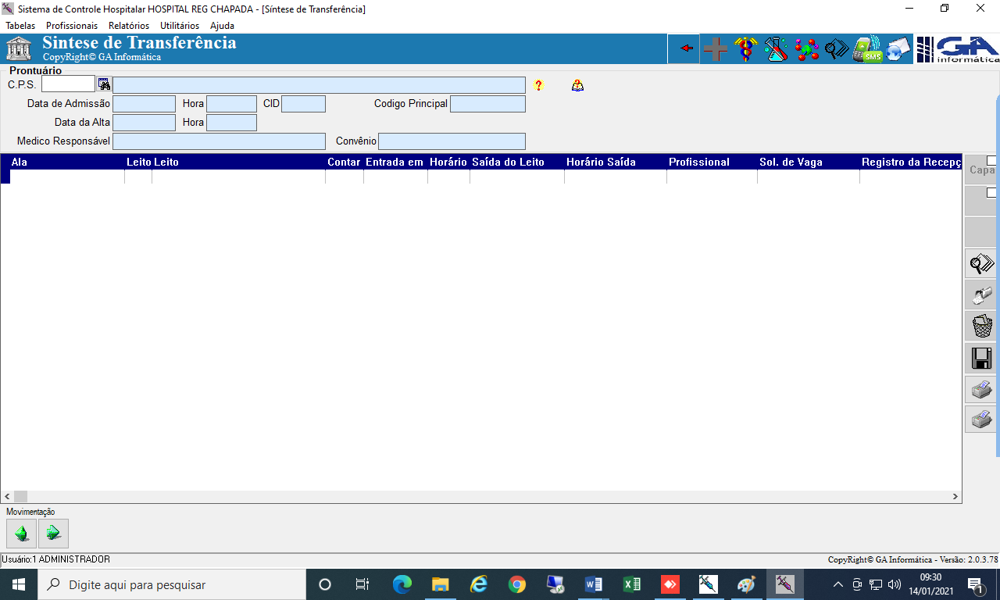 Sistema de Controle Hospitalar HOSPITAL REG CHAPADA - [Síntese de Transferência]
Tabelas Profissionais Relatórios Utilitários Ajuda
Sintese de Transferência
CopyRight© GA Informática
SMS
GA
informática
Prontuário
C.P.S.
?
Data de Admissão Hora CID Codigo Principal
Data da Alta Hora
Medico Responsável Convênio
Ala Leito Leito Contar Entrada em Horário Saída do Leito Horário Saída Profissional Sol. de Vaga Registro da Recepç
Capa
Movimentação
Usuário:1 ADMINISTRADOR
CopyRight© GA Informática - Versão: 2.0.3.78
Digite aqui para pesquisar
09:30
14/01/2021
1